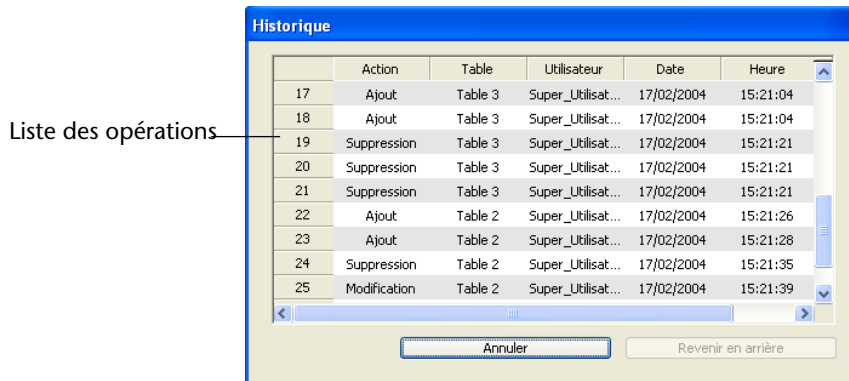 Historique
Action Table Utilisateur Date Heure
17 Ajout Table 3 Super_Utilisat... 17/02/2004 15:21:04
18 Ajout Table 3 Super_Utilisat... 17/02/2004 15:21:04
Liste des opérations
19 Suppression Table 3 Super_Utilisat... 17/02/2004 15:21:21
20 Suppression Table 3 Super_Utilisat... 17/02/2004 15:21:21
21 Suppression Table 3 Super_Utilisat... 17/02/2004 15:21:21
22 Ajout Table 2 Super_Utilisat... 17/02/2004 15:21:26
23 Ajout Table 2 Super_Utilisat... 17/02/2004 15:21:28
24 Suppression Table 2 Super_Utilisat... 17/02/2004 15:21:35
25 Modification Table 2 Super_Utilisat... 17/02/2004 15:21:39
Annuler Revenir en arrière